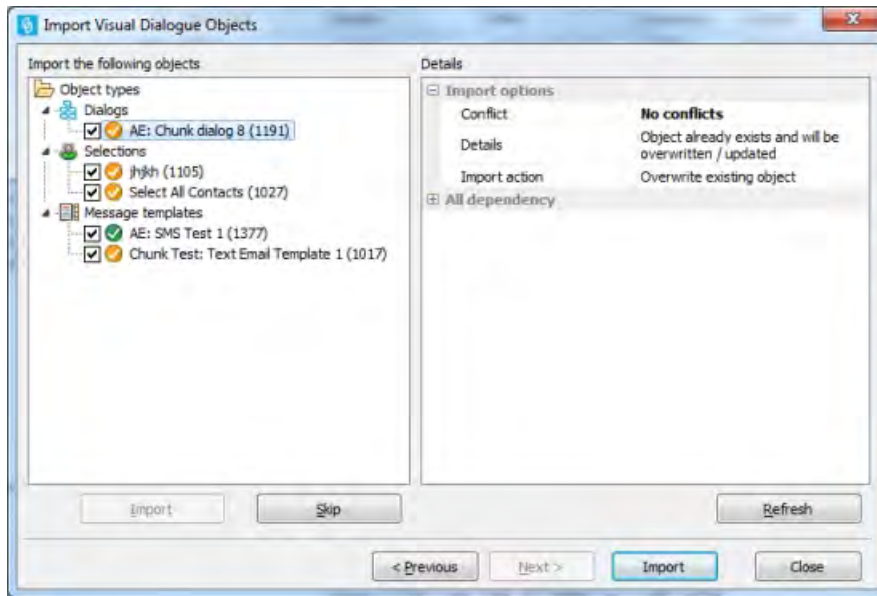 Import Visual Dialogue Objects
Import the following objects
Object types
Dialogs
AE: Chunk dialog 8 (1191)
Selections
jhjkh (1105)
Select All Contacts (1027)
Message templates
AE: SMS Test 1 (1377)
Chunk Test: Text Email Template 1 (1017)
Import
Skip
Details
Import options
Conflict No conflicts
Details Object already exists and will be
overwritten / updated
Import action Overwrite existing object
All dependency
Refresh
< Previous
Next >
Import
Close